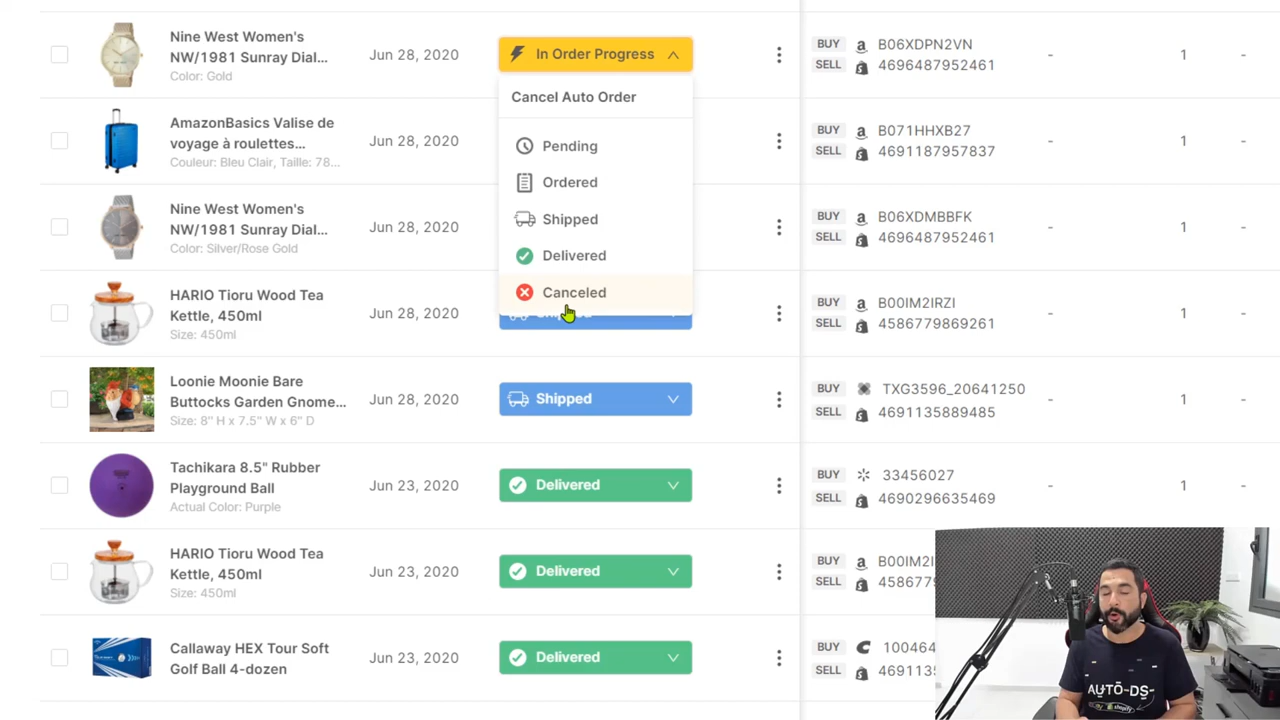 Nine West Women's
NW/1981 Sunray Dial...
Color: Gold
Jun 28, 2020
In Order Progress
BUY B06XDPN2VN
SELL 4696487952461
-
1
-
Cancel Auto Order
Pending
Ordered
Shipped
Delivered
Canceled
AmazonBasics Valise de
voyage à roulettes...
Couleur: Bleu Clair, Taille: 78...
Jun 28, 2020
BUY B071HHXB27
SELL 4691187957837
-
1
-
Nine West Women's
NW/1981 Sunray Dial...
Color: Silver/Rose Gold
Jun 28, 2020
BUY B06XDMBBFK
SELL 4696487952461
-
1
-
HARIO Tioru Wood Tea
Kettle, 450ml
Size: 450ml
Jun 28, 2020
Shipped
BUY B00IM2IRZI
SELL 4586779869261
-
1
-
Loonie Moonie Bare
Buttocks Garden Gnome...
Size: 8" H x 7.5" W x 6" D
Jun 28, 2020
Shipped
BUY TXG3596_20641250
SELL 4691135889485
-
1
-
Tachikara 8.5" Rubber
Playground Ball
Actual Color: Purple
Jun 23, 2020
Delivered
BUY 33456027
SELL 4690296635469
-
1
-
HARIO Tioru Wood Tea
Kettle, 450ml
Size: 450ml
Jun 23, 2020
Delivered
BUY B00IM2I
SELL 458677
Callaway HEX Tour Soft
Golf Ball 4-dozen
Jun 23, 2020
Delivered
BUY 100464
SELL 469113
AUTO-DS
shopify